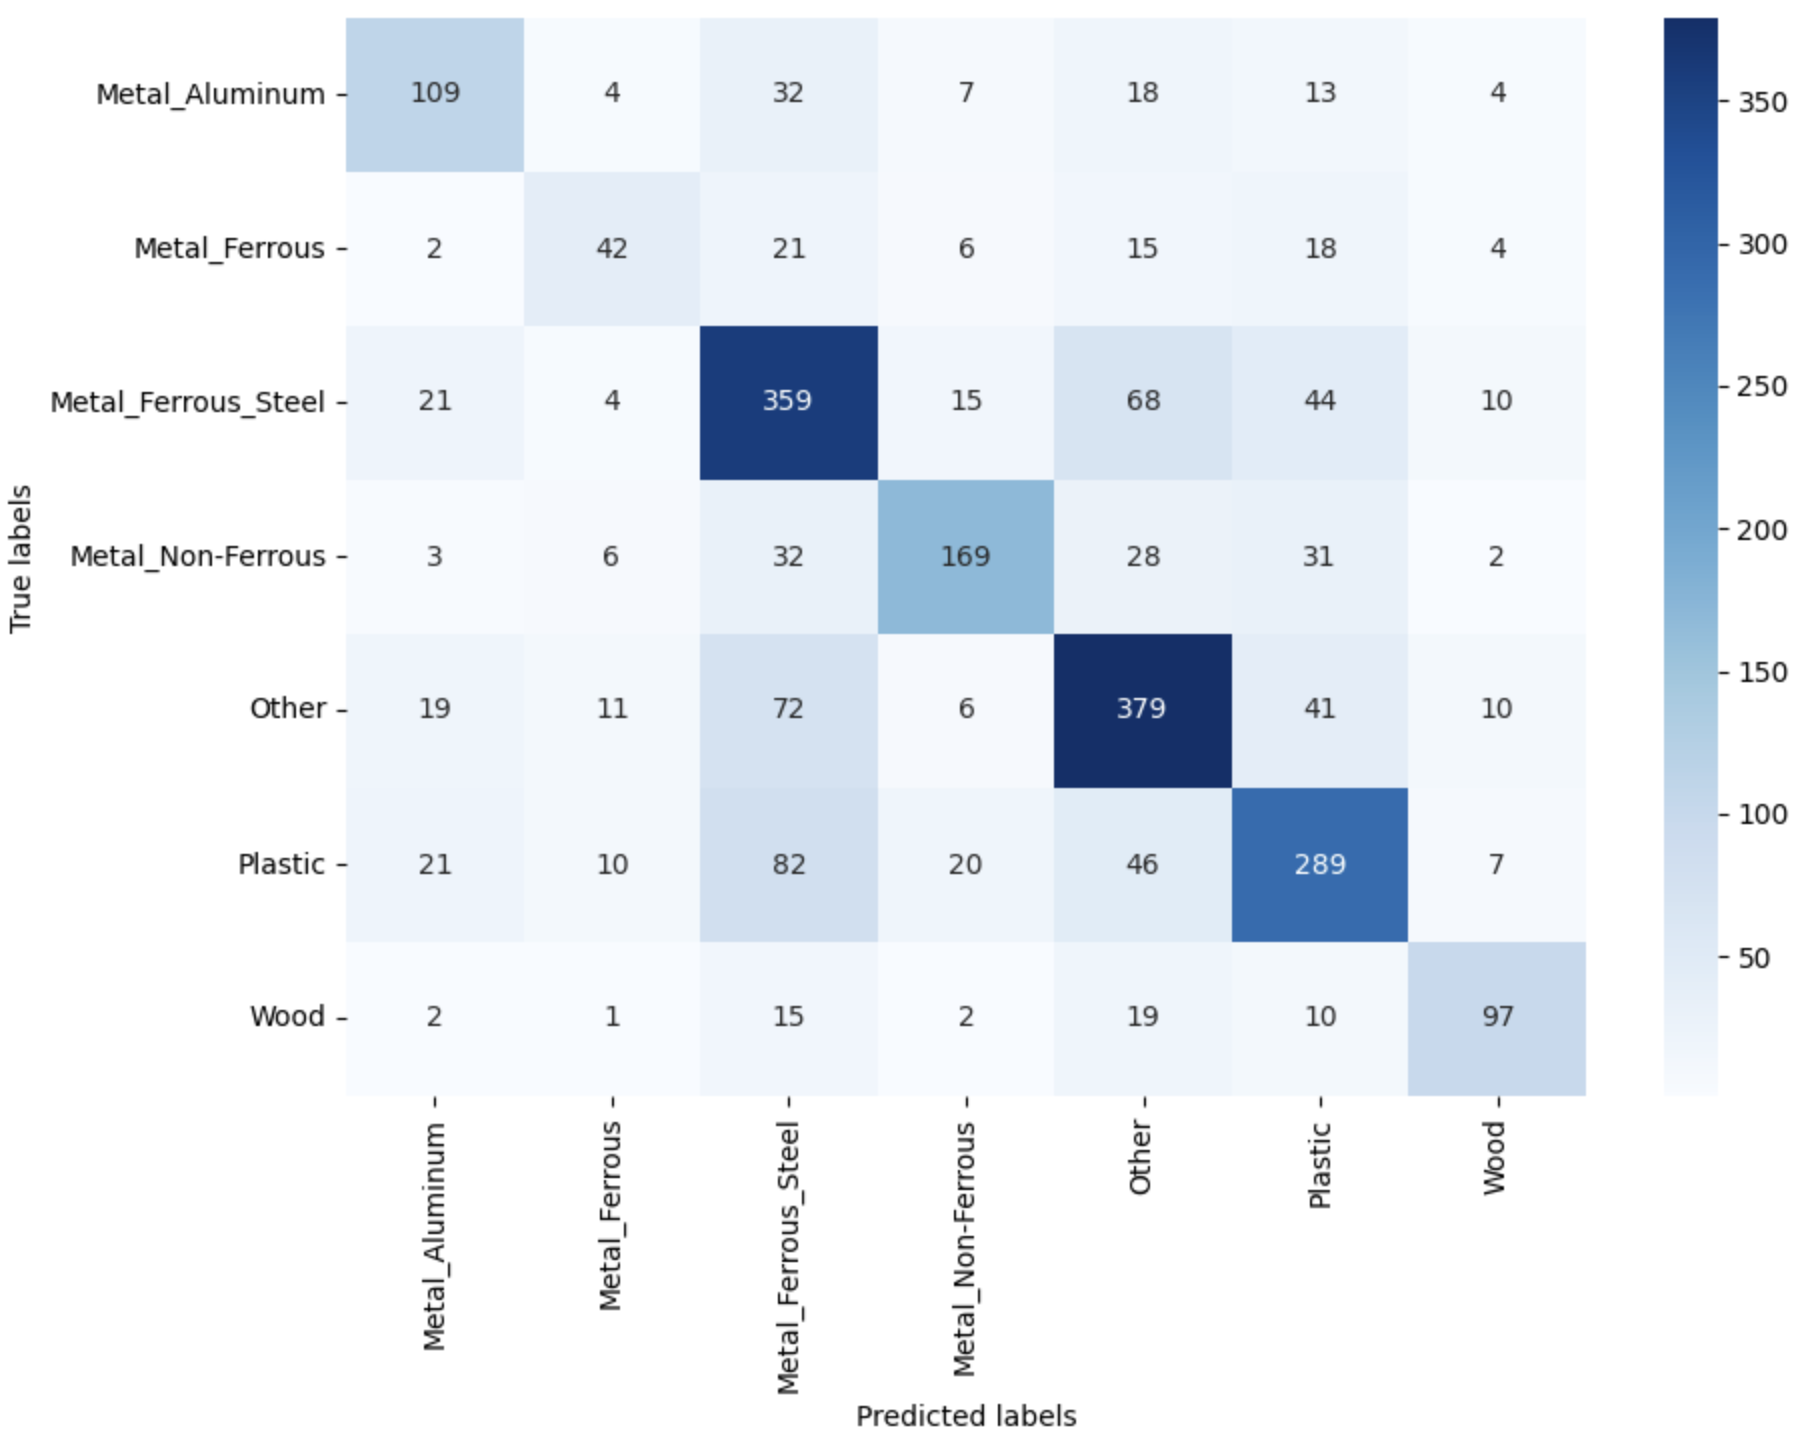 Metal_Aluminum 109 4 32 7 18 13 4
Metal_Ferrous 2 42 21 6 15 18 4
Metal_Ferrous_Steel 21 4 359 15 68 44 10
Metal_Non-Ferrous 3 6 32 169 28 31 2
Other 19 11 72 6 379 41 10
Plastic 21 10 82 20 46 289 7
Wood 2 1 15 2 19 10 97
True labels
Metal_Aluminum
Metal_Ferrous
Metal_Ferrous_Steel
Metal_Non-Ferrous
Other
Plastic
Wood
Predicted labels
350
300
250
200
150
100
50